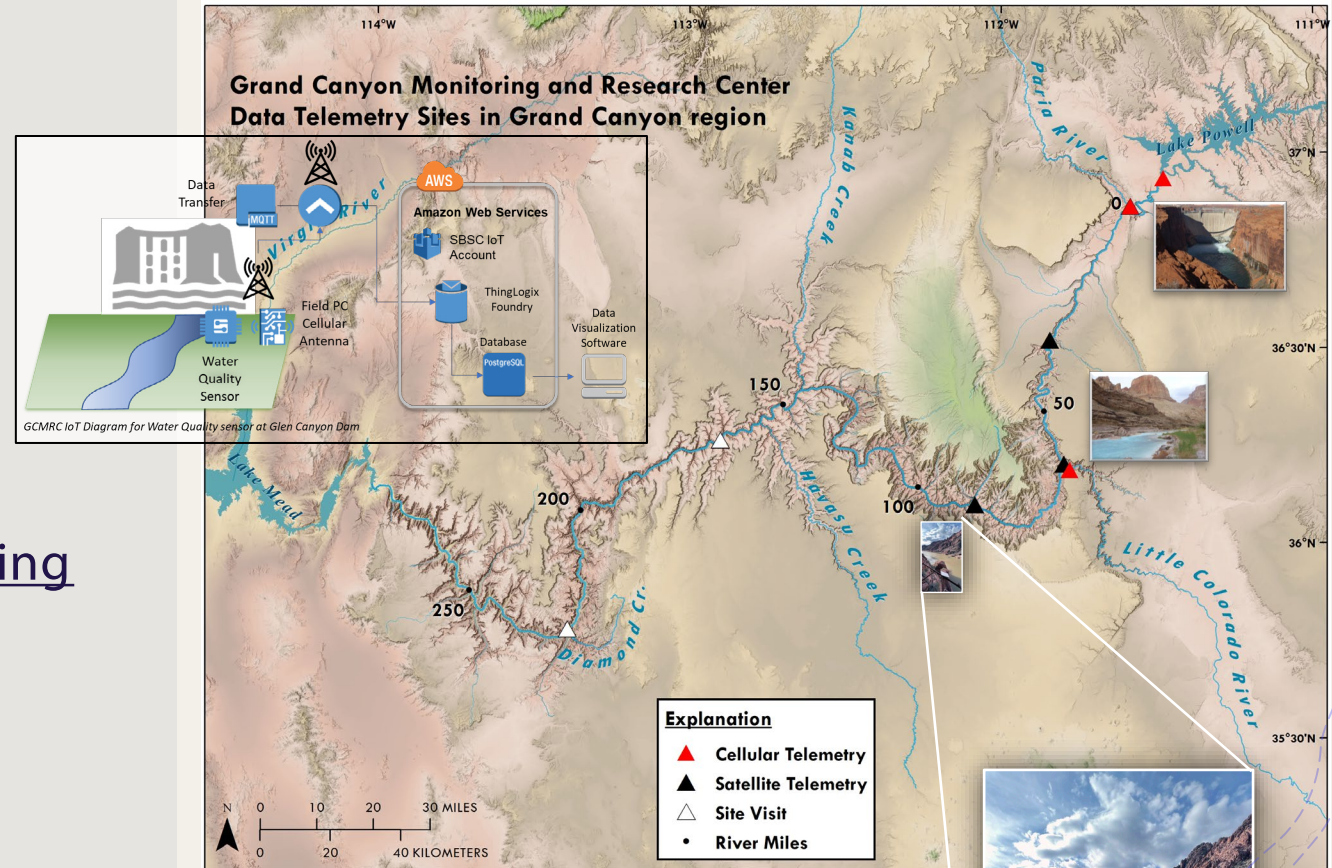 114°W
113°W
112°W
111°W
Grand Canyon Monitoring and Research Center
Data Telemetry Sites in Grand Canyon region
Paria River
Lake Powell
37°N
Kanab Creek
Virgin River
Data
Transfer
MQTT
AWS
Amazon Web Services
SBSC IoT
Account
ThingLogix
Foundry
Database
PostgreSQL
Data
Visualization
Software
Field PC
Cellular
Antenna
Water
Quality
Sensor
GCMRC IoT Diagram for Water Quality sensor at Glen Canyon Dam
0
36°30'N
50
150
Lake Mead
200
100
Havasu Creek
36°N
Little Colorado River
ing
250
Diamond Cr.
35°30'N
Explanation
Cellular Telemetry
Satellite Telemetry
Site Visit
River Miles
N
0 10 20 30 MILES
0 20 40 KILOMETERS